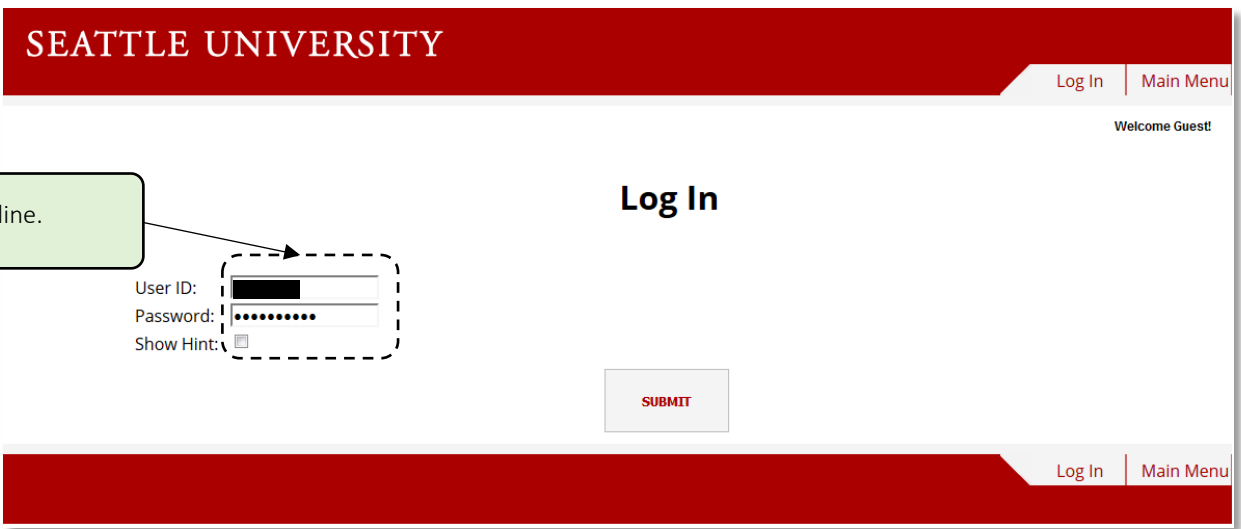 SEATTLE UNIVERSITY
Log In Main Menu
Welcome Guest!
Log In
line.
User ID:
Password: ••••••••••
Show Hint:
SUBMIT
Log In Main Menu